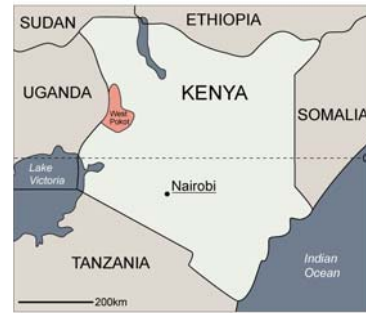 SUDAN
ETHIOPIA
UGANDA
KENYA
West
Pokot
SOMALIA
Lake
Victoria
Nairobi
TANZANIA
Indian
Ocean
200km